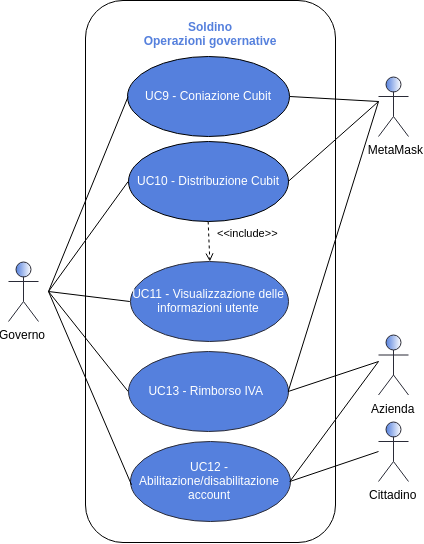 Soldino
Operazioni governative
UC9 - Coniazione Cubit
MetaMask
UC10 - Distribuzione Cubit
<<include>>
UC11 - Visualizzazione delle
informazioni utente
Governo
UC13 - Rimborso IVA
Azienda
UC12 -
Abilitazione/disabilitazione
account
Cittadino